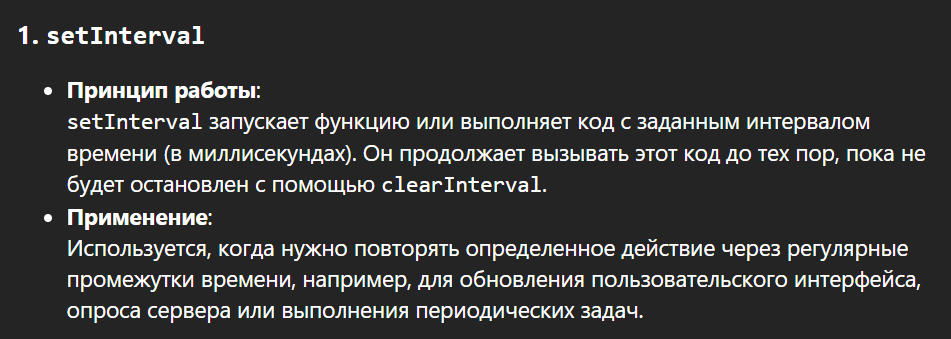 1. setInterval
• Принцип работы:
setInterval запускает функцию или выполняет код с заданным интервалом
времени (в миллисекундах). Он продолжает вызывать этот код до тех пор, пока не
будет остановлен с помощью clearInterval.
• Применение:
Используется, когда нужно повторять определенное действие через регулярные
промежутки времени, например, для обновления пользовательского интерфейса,
опроса сервера или выполнения периодических задач.